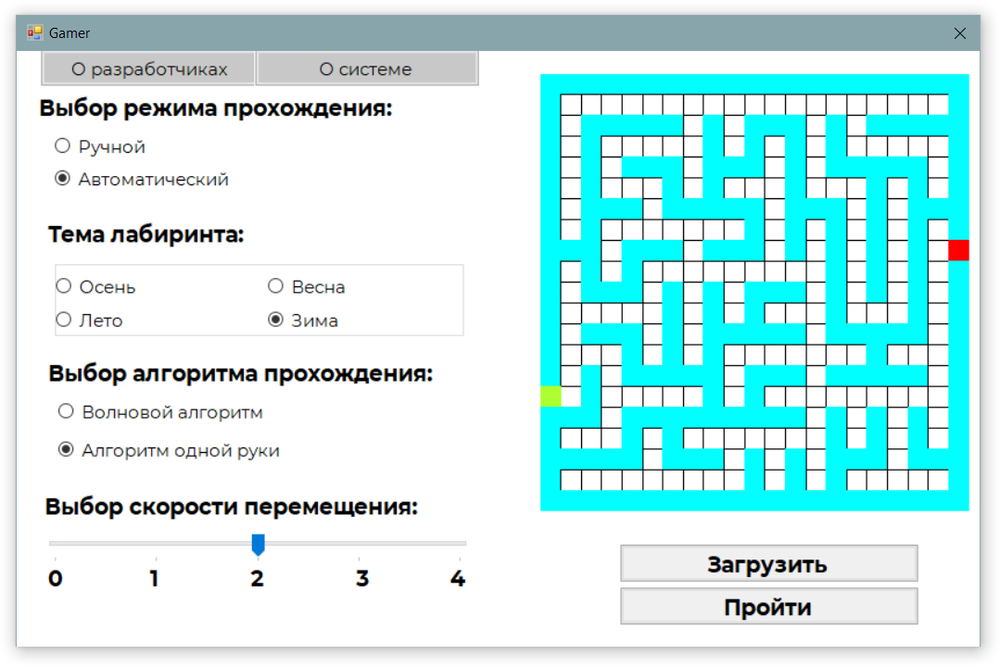 Gamer
О разработчиках
О системе
Выбор режима прохождения:
Ручной
Автоматический
Тема лабиринта:
Осень
Весна
Лето
Зима
Выбор алгоритма прохождения:
Волновой алгоритм
Алгоритм одной руки
Выбор скорости перемещения:
0 1 2 3 4
Загрузить
Пройти